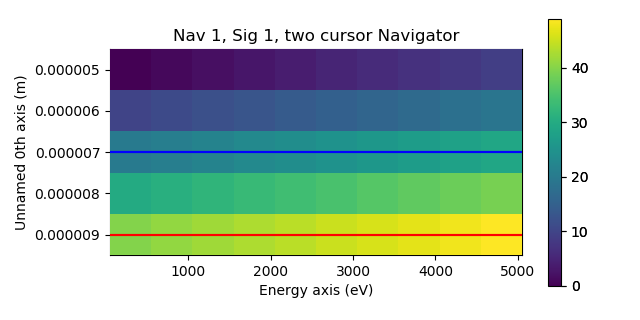 Nav 1, Sig 1, two cursor Navigator
Unnamed 0th axis (m)
0.000005
0.000006
0.000007
0.000008
0.000009
1000 2000 3000 4000 5000
Energy axis (eV)
40
30
20
10
0